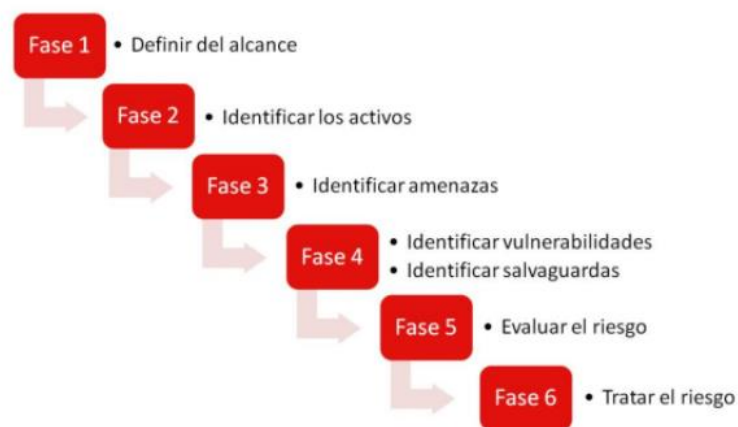 Fase 1
• Definir del alcance
Fase 2
• Identificar los activos
Fase 3
• Identificar amenazas
Fase 4
• Identificar vulnerabilidades
• Identificar salvaguardas
Fase 5
• Evaluar el riesgo
Fase 6
• Tratar el riesgo